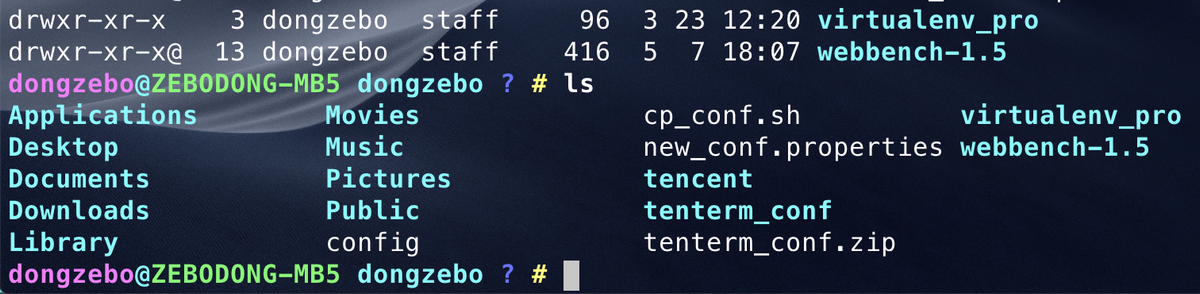 drwxr-xr-x    3 dongzebo  staff     96  3 23 12:20 virtualenv_pro
drwxr-xr-x@  13 dongzebo  staff    416  5  7 18:07 webbench-1.5
dongzebo@ZEBODONG-MB5 dongzebo ? # ls
Applications        Movies              cp_conf.sh          virtualenv_pro
Desktop             Music               new_conf.properties webbench-1.5
Documents           Pictures            tencent
Downloads           Public              tenterm_conf
Library             config              tenterm_conf.zip
dongzebo@ZEBODONG-MB5 dongzebo ? #